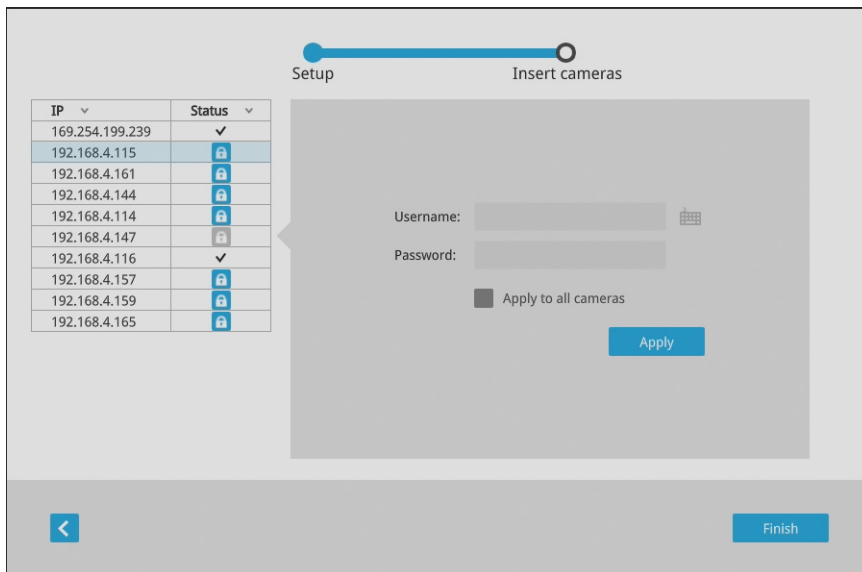 Setup Insert cameras
IP Status
169.254.199.239
192.168.4.115
192.168.4.161
192.168.4.144
192.168.4.114
192.168.4.147
192.168.4.116
192.168.4.157
192.168.4.159
192.168.4.165
Username:
Password:
Apply to all cameras
Apply
Finish